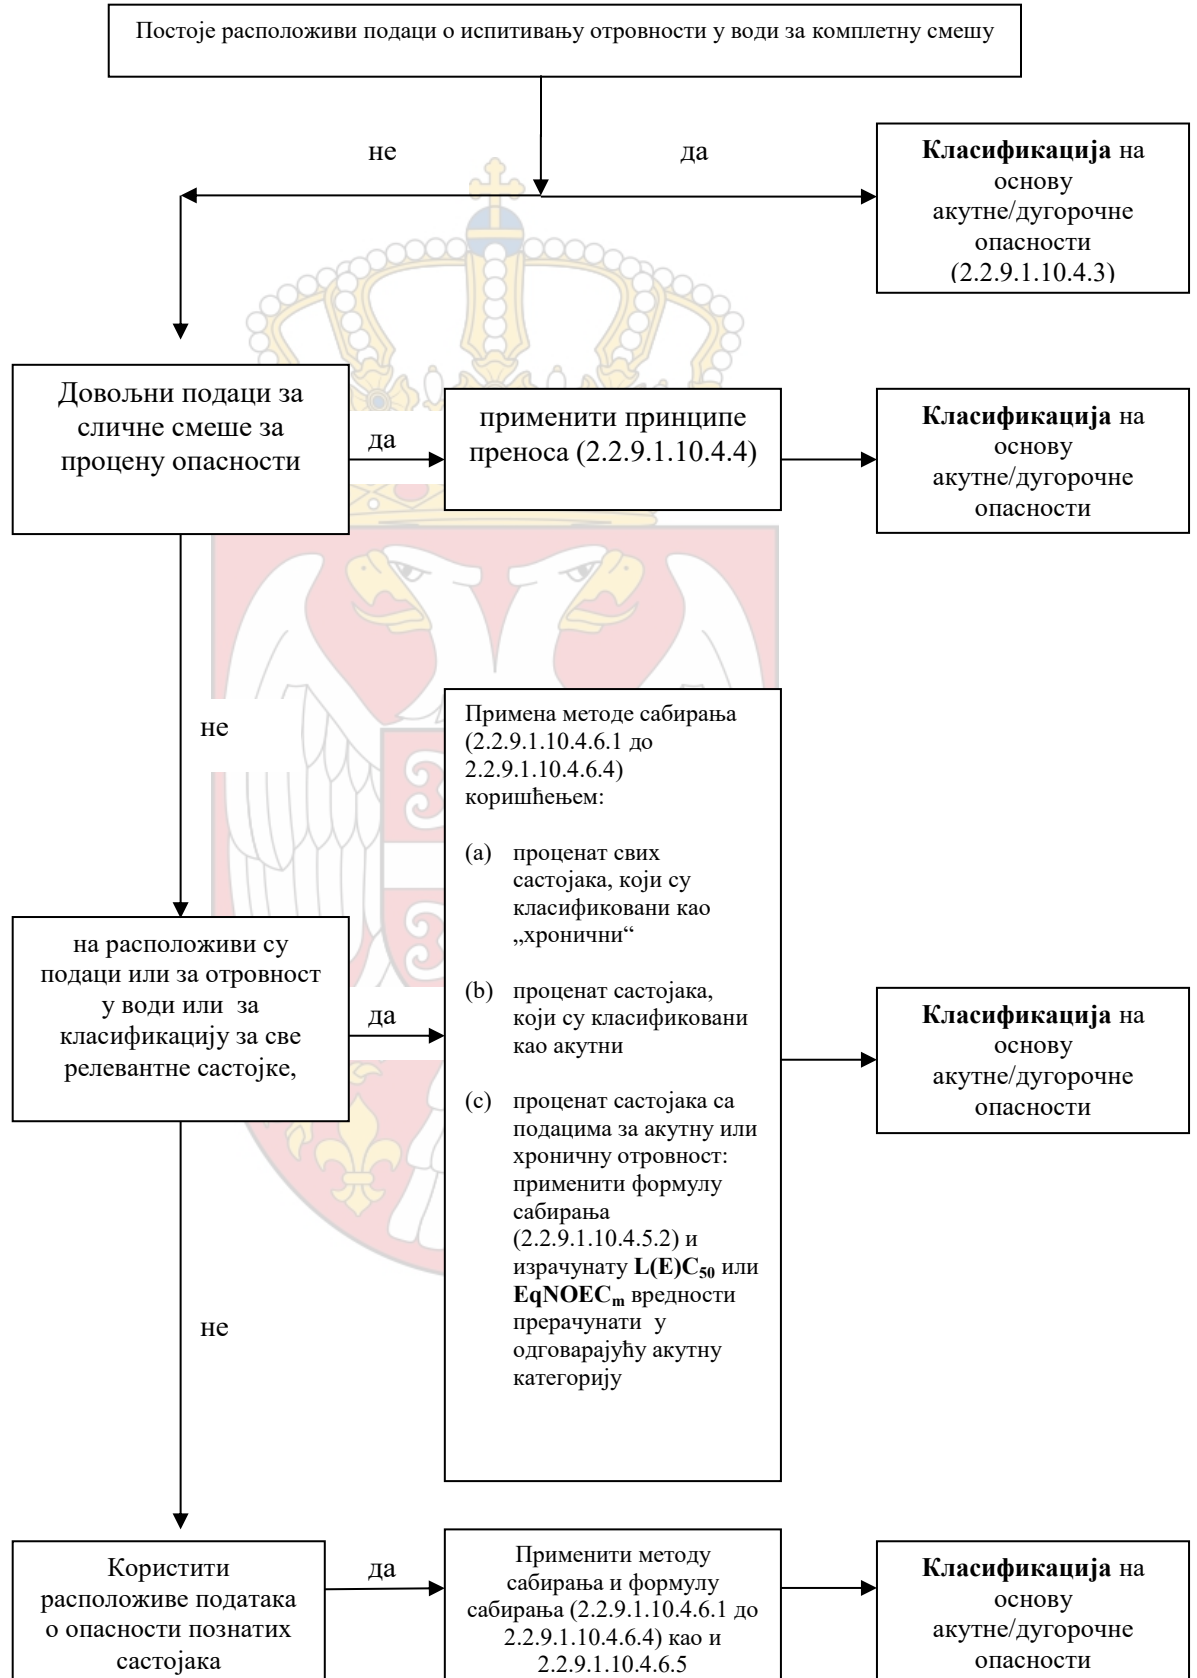 Постоје расположиви подаци о испитивању отровности у води за комплетну смешу
не
да
Класификација на
основу
акутне/дугорочне
опасности
(2.2.9.1.10.4.3)
Довољни подаци за
сличне смеше за
процену опасности
да
применити принципе
преноса (2.2.9.1.10.4.4)
Класификација на
основу
акутне/дугорочне
опасности
не
Примена методе сабирања
(2.2.9.1.10.4.6.1 до
2.2.9.1.10.4.6.4)
коришћењем:
(a) проценат свих
састојака, који су
класификовани као
„хронични“
(b) проценат састојака,
који су класификовани
као акутни
(c) проценат састојака са
подацима за акутну или
хроничну отровност:
применити формулу
сабирања
(2.2.9.1.10.4.5.2) и
израчунату L(E)C₅₀ или
EqNOECₘ вредности
прерачунати у
одговарајућу акутну
категорију
на расположиви су
подаци или за отровност
у води или за
класификацију за све
релевантне састојке,
да
Класификација на
основу
акутне/дугорочне
опасности
не
Користити
расположиве података
о опасности познатих
састојака
да
Применити методу
сабирања и формулу
сабирања (2.2.9.1.10.4.6.1 до
2.2.9.1.10.4.6.4) као и
2.2.9.1.10.4.6.5
Класификација на
основу
акутне/дугорочне
опасности